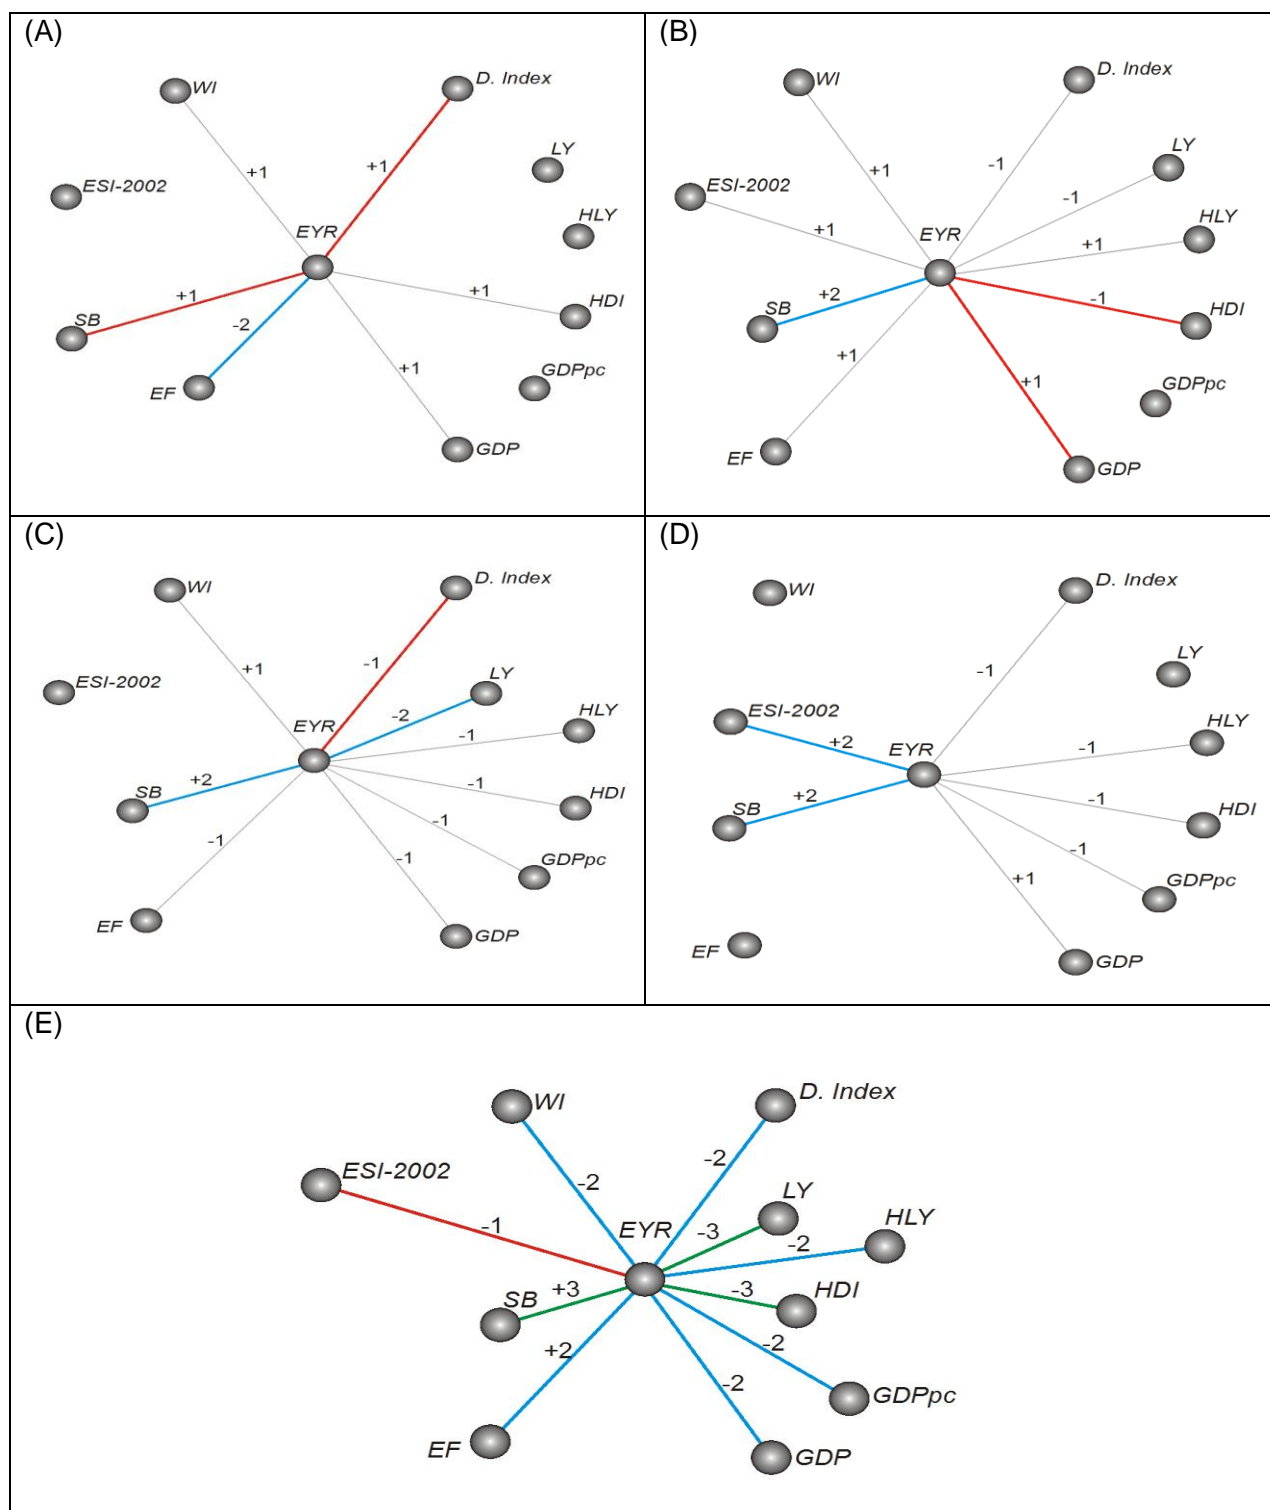 (A)
WI
D. Index
LY
+1
+1
ESI-2002
HLY
EYR
+1
+1
HDI
SB
-2
+1
GDPpc
EF
GDP
(B)
WI
D. Index
LY
+1
-1
ESI-2002
-1
HLY
+1
EYR
+1
+2
-1
HDI
SB
+1
+1
GDPpc
EF
GDP
(C)
WI
D. Index
+1
-1
LY
ESI-2002
-2
HLY
EYR
-1
+2
-1
HDI
SB
-1
-1
-1
GDPpc
EF
GDP
(D)
WI
D. Index
-1
LY
ESI-2002
+2
HLY
EYR
-1
+2
-1
HDI
SB
-1
+1
GDPpc
EF
GDP
(E)
WI
D. Index
ESI-2002
-2
-2
LY
-1
EYR
-3
-2
HLY
SB
+3
-3
HDI
+2
-2
-2
GDPpc
EF
GDP